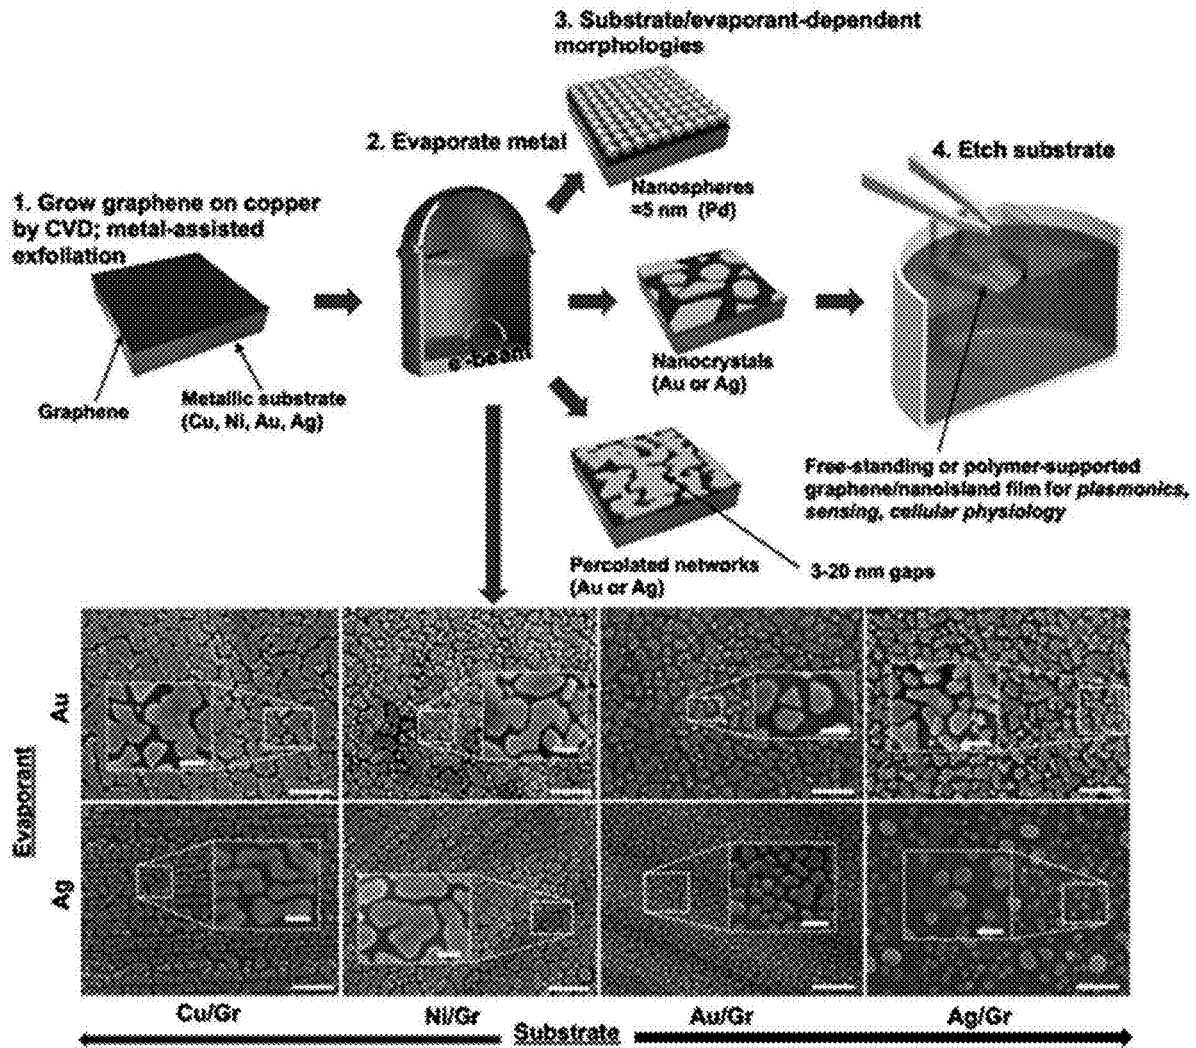 3. Substrate/evaporant-dependent
morphologies
2. Evaporate metal
4. Etch substrate
1. Grow graphene on copper
by CVD; metal-assisted
exfoliation
Nanospheres
≈5 nm (Pd)
e⁻-beam
Nanocrystals
(Au or Ag)
Graphene
Metallic substrate
(Cu, Ni, Au, Ag)
Free-standing or polymer-supported
graphene/nanoisland film for plasmonics,
sensing, cellular physiology
Percolated networks
(Au or Ag)
3-20 nm gaps
Evaporant
Au
Ag
Cu/Gr
Ni/Gr
Au/Gr
Ag/Gr
Substrate